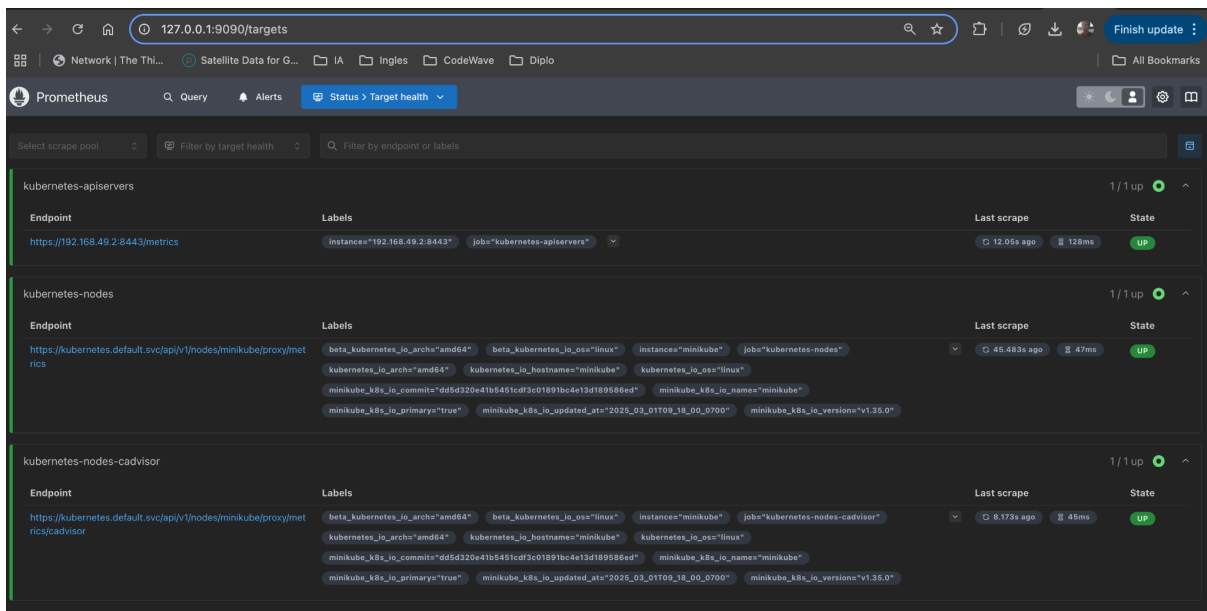 127.0.0.1:9090/targets
Finish update
Network | The Thi...
Satellite Data for G...
IA
Ingles
CodeWave
Diplo
All Bookmarks
Prometheus
Query
Alerts
Status > Target health
Select scrape pool
Filter by target health
Filter by endpoint or labels
kubernetes-apiservers
1 / 1 up
Endpoint Labels Last scrape State
https://192.168.49.2:8443/metrics instance="192.168.49.2:8443" job="kubernetes-apiservers" 12.05s ago 128ms UP
kubernetes-nodes
1 / 1 up
Endpoint Labels Last scrape State
https://kubernetes.default.svc/api/v1/nodes/minikube/proxy/met beta_kubernetes_io_arch="amd64" beta_kubernetes_io_os="linux" instance="minikube" job="kubernetes-nodes" 45.483s ago 47ms UP
rics kubernetes_io_arch="amd64" kubernetes_io_hostname="minikube" kubernetes_io_os="linux"
minikube_k8s_io_commit="dd5d320e41b5451cdf3c01891bc4e13d189586ed" minikube_k8s_io_name="minikube"
minikube_k8s_io_primary="true" minikube_k8s_io_updated_at="2025_03_01T09_18_00_0700" minikube_k8s_io_version="v1.35.0"
kubernetes-nodes-cadvisor
1 / 1 up
Endpoint Labels Last scrape State
https://kubernetes.default.svc/api/v1/nodes/minikube/proxy/met beta_kubernetes_io_arch="amd64" beta_kubernetes_io_os="linux" instance="minikube" job="kubernetes-nodes-cadvisor" 8.173s ago 45ms UP
rics/cadvisor kubernetes_io_arch="amd64" kubernetes_io_hostname="minikube" kubernetes_io_os="linux"
minikube_k8s_io_commit="dd5d320e41b5451cdf3c01891bc4e13d189586ed" minikube_k8s_io_name="minikube"
minikube_k8s_io_primary="true" minikube_k8s_io_updated_at="2025_03_01T09_18_00_0700" minikube_k8s_io_version="v1.35.0"